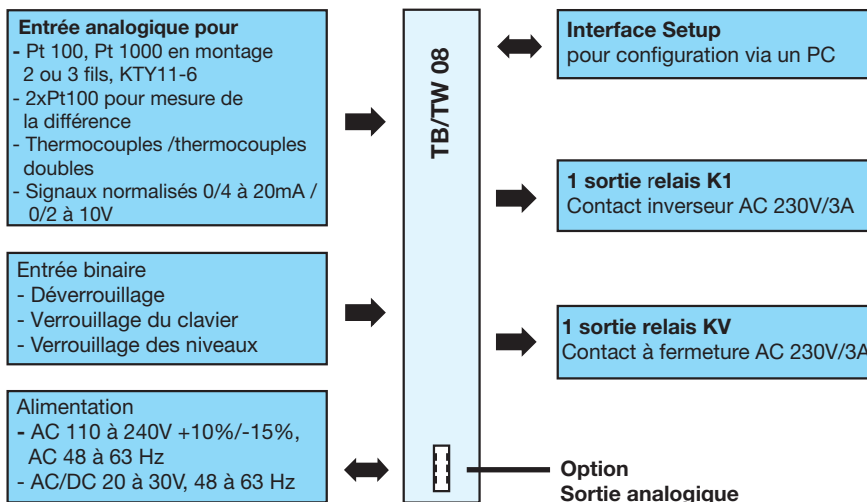 Entrée analogique pour
- Pt 100, Pt 1000 en montage
2 ou 3 fils, KTY11-6
- 2xPt100 pour mesure de
la différence
- Thermocouples /thermocouples
doubles
- Signaux normalisés 0/4 à 20mA /
0/2 à 10V
Entrée binaire
- Déverrouillage
- Verrouillage du clavier
- Verrouillage des niveaux
Alimentation
- AC 110 à 240V +10%/-15%,
AC 48 à 63 Hz
- AC/DC 20 à 30V, 48 à 63 Hz
TB/TW 08
Interface Setup
pour configuration via un PC
1 sortie relais K1
Contact inverseur AC 230V/3A
1 sortie relais KV
Contact à fermeture AC 230V/3A
Option
Sortie analogique